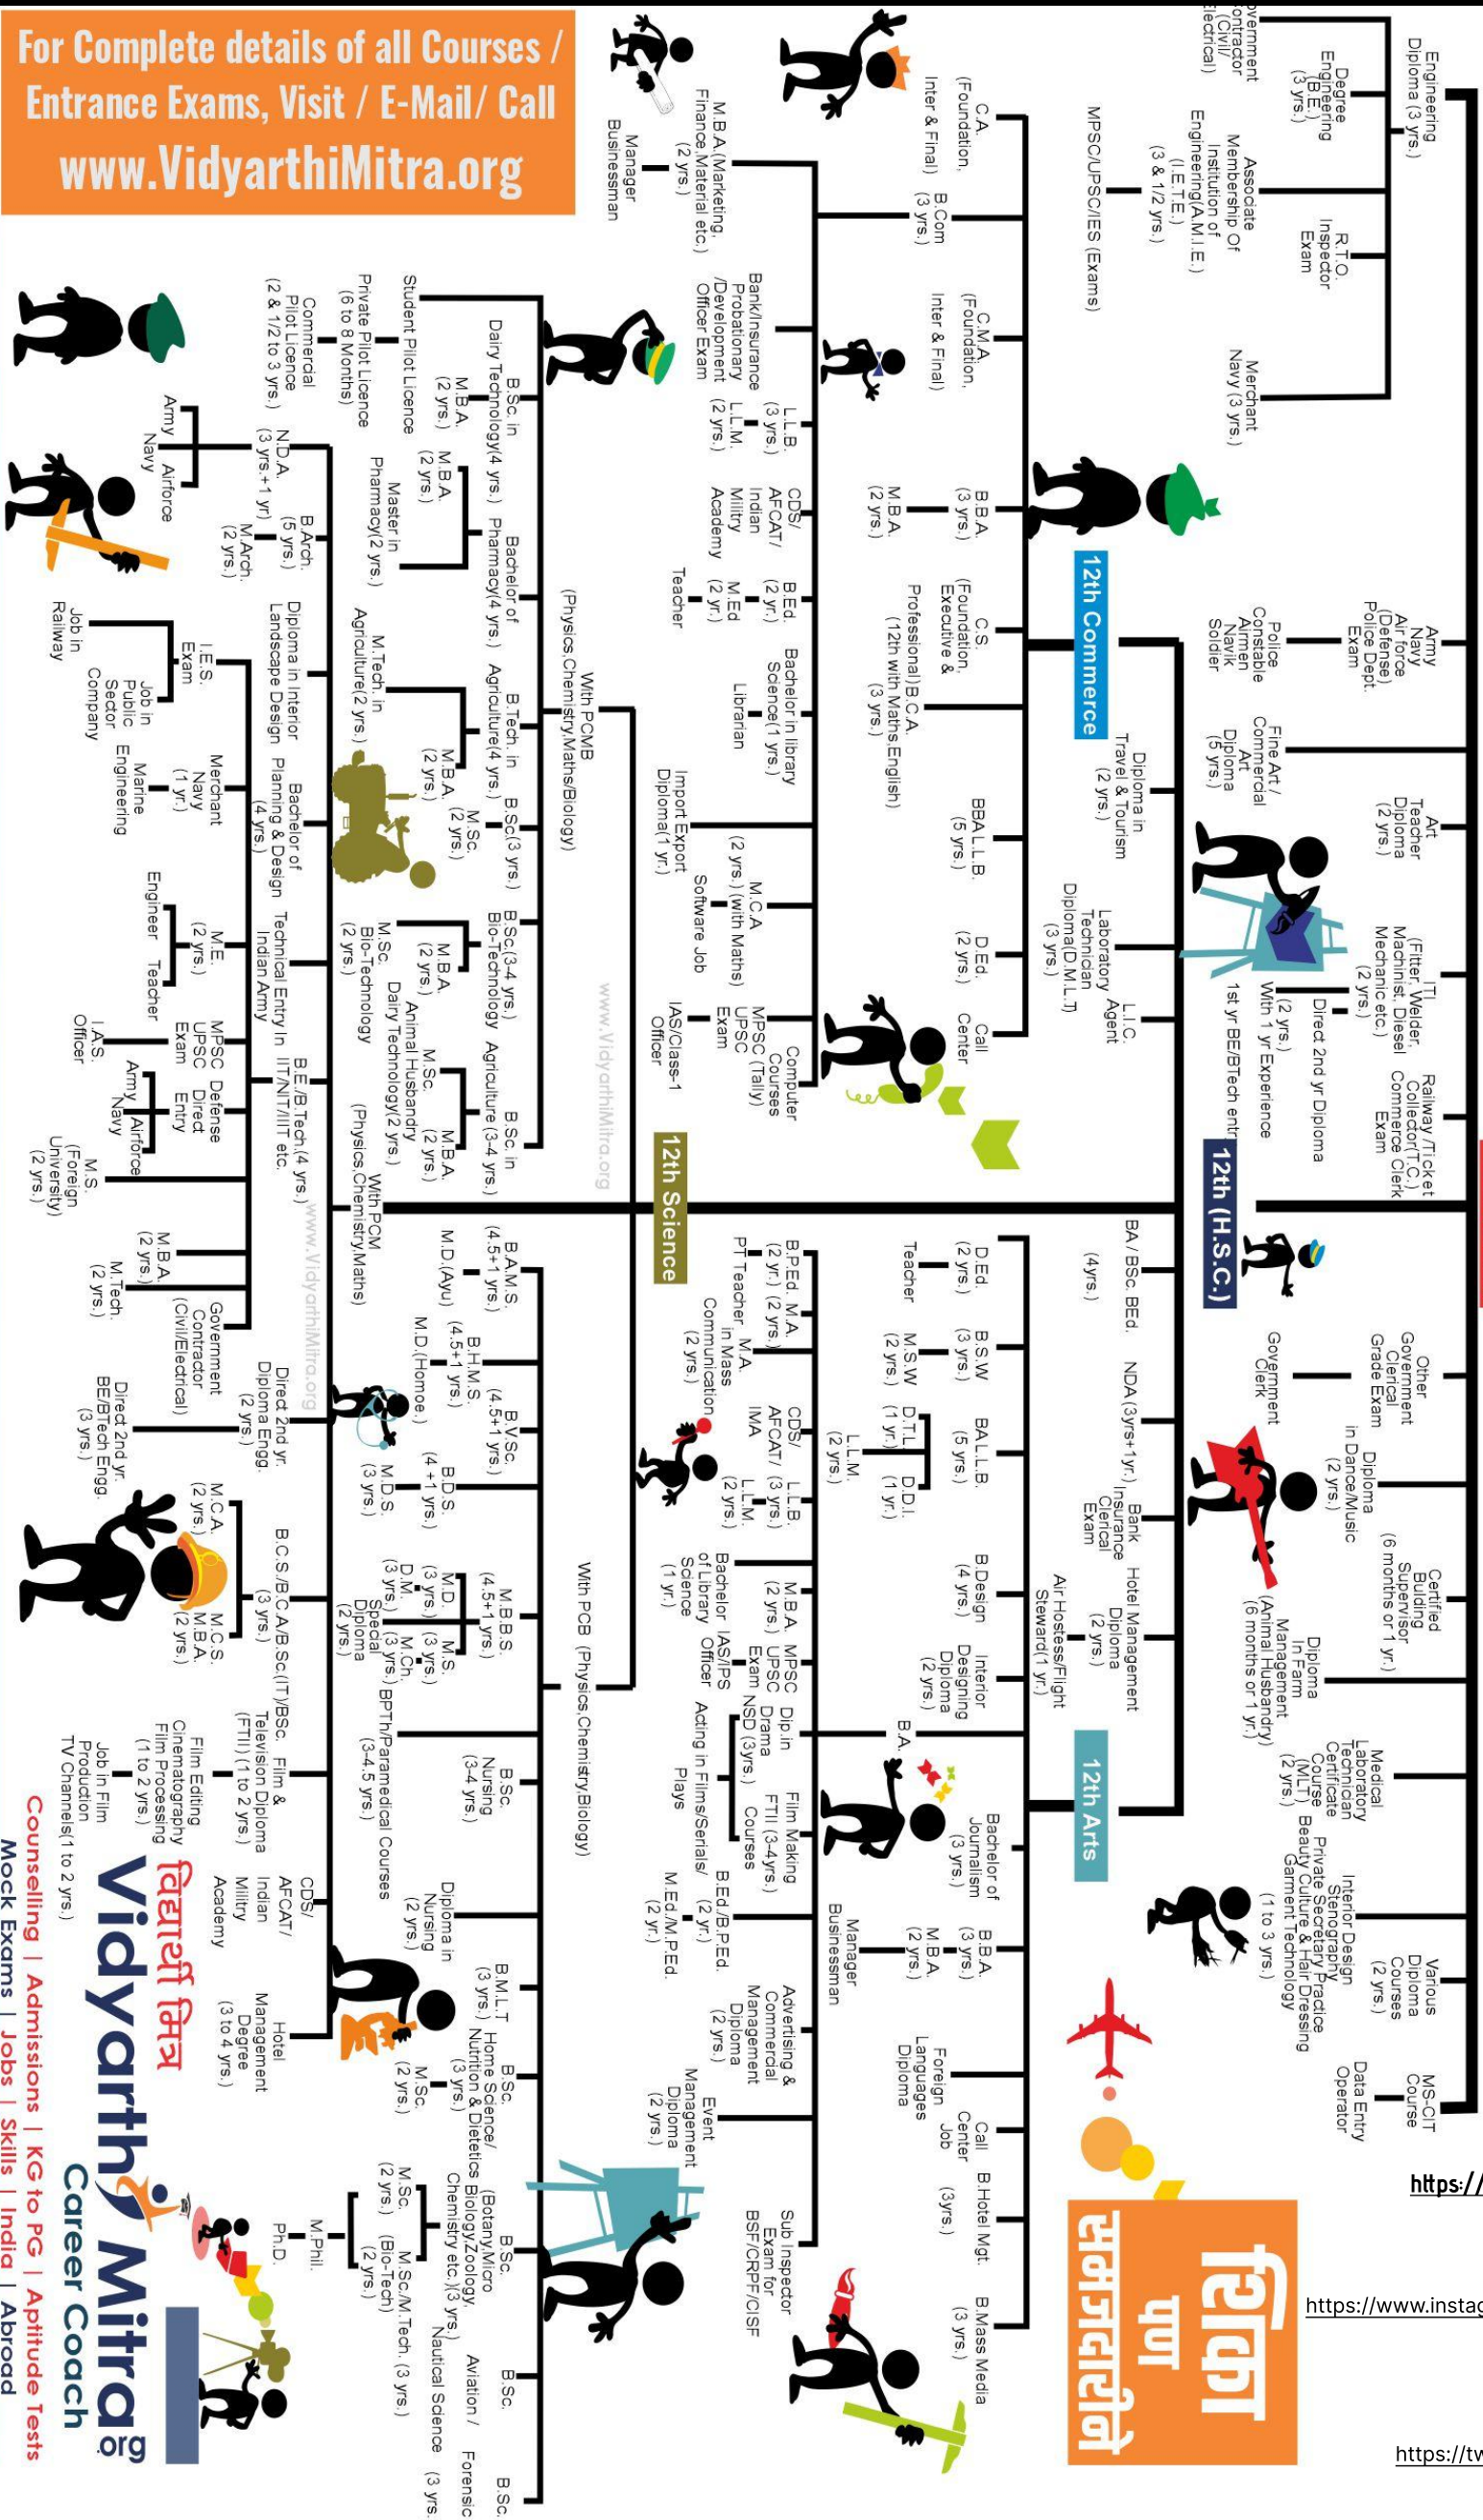 For Complete details of all Courses /
Entrance Exams, Visit / E-Mail/ Call
www.VidyarthiMitra.org
Engineering
Diploma (3 yrs.)
Degree
Engineering
(B.E.)
(3 yrs.)
Associate
Membership Of
Institution of
Engineering(A.M.I.E.)
(I.E.T.E.)
(3 & 1/2 yrs.)
MPSC/UPSC/IES (Exams)
R.T.O.
Inspector
Exam
Merchant
Navy (3 yrs.)
Army
Navy
Air force
(Defense)
Police Dept.
Exam
Police
Constable
Airmen
Navik
Soldier
Fine Art /
Commercial
Art
Diploma
(5 yrs.)
Art
Teacher
Diploma
(2 yrs.)
ITI
(Fitter, Welder,
Machinist, Diesel
Mechanic etc.)
(2 yrs.)
Direct 2nd yr Diploma
(2 yrs.)
With 1 yr Experience
1st yr BE/BTech entr
Railway /Ticket
Collector(T.C.)
Commerce Clerk
Exam
12th (H.S.C.)
Other
Government
Clerical
Grade Exam
Government
Clerk
Diploma
in Dance/Music
(2 yrs.)
Certified
Bulding
Supervisor
(6 months or 1 yr.)
Diploma
In Farm
Management
(Animal Husbandry)
(6 months or 1 yr.)
Medical
Laboratory
Technician
Certificate
Course
(MLT)
(2 yrs.)
Interior Design
Stenography
Private Secretary Practice
Beauty Culture & Hair Dressing
Garment Technology
(1 to 3 yrs.)
Various
Diploma
Courses
(2 yrs.)
MS-CIT
Course
Data Entry
Operator
https://
https://www.instag
https://tw
शिका
पण
समजदारीने
12th Commerce
Diploma in
Travel & Tourism
(2 yrs.)
Laboratory
Technician
Diploma(D.M.L.T)
(3 yrs.)
L.I.C.
Agent
BA / BSc. BEd.
(4yrs.)
NDA (3yrs+1yr.)
Bank
Insurance
Clerical
Exam
Hotel Management
Diploma
(2 yrs.)
Air Hostess/Flight
Steward(1 yr.)
12th Arts
C.A.
(Foundation,
Inter & Final)
B.Com
(3 yrs.)
C.M.A.
(Foundation,
Inter & Final)
B.B.A.
(3 yrs.)
M.B.A.
(2 yrs.)
C.S.
(Foundation,
Executive &
Professional)
B.C.A.
(12th with Maths,English)
(3 yrs.)
BBA L.L.B.
(5 yrs.)
D.Ed.
(2 yrs.)
Call
Center
M.B.A.(Marketing,
Finance,Material etc.)
(2 yrs.)
Manager
Businessman
Bank/Insurance
Probationary
/Development
Officer Exam
L.L.B.
(3 yrs.)
L.L.M.
(2 yrs.)
CDS/
AFCAT/
Indian
Militry
Academy
B.Ed.
(2 yr.)
M.Ed
(2 yr.)
Teacher
Bachelor in library
Science(1 yrs.)
Librarian
Import Export
Diploma(1 yr.)
M.C.A
(2 yrs.) (with Maths)
Software Job
Computer
Courses
(Tally)
MPSC
UPSC
Exam
IAS/Class-1
Officer
D.Ed.
(2 yrs.)
Teacher
B.S.W
(3 yrs.)
M.S.W
(2 yrs.)
BA L.L.B.
(5 yrs.)
D.T.L.
(1 yr.)
D.D.I.
(1 yr.)
L.L.M.
(2 yrs.)
B.Design
(4 yrs.)
Interior
Designing
Diploma
(2 yrs.)
B.A.
Bachelor of
Journalism
(3 yrs.)
B.B.A.
(3 yrs.)
M.B.A.
(2 yrs.)
Manager
Businessman
Foreign
Languages
Diploma
Call
Center
Job
B.Hotel Mgt.
(3yrs.)
B.Mass Media
(3 yrs.)
B.P.Ed.
(2 yr.)
PT Teacher
M.A.
(2 yrs.)
M.A.
in Mass
Communication
(2 yrs.)
CDS/
AFCAT/
IMA
L.L.B.
(3 yrs.)
L.L.M.
(2 yrs.)
Bachelor
of Library
Science
(1 yr.)
M.B.A.
(2 yrs.)
MPSC
UPSC
Exam
IAS/IPS
Officer
Dip.in
Drama
NSD (3yrs.)
Film Making
FTII (3-4yrs.)
Courses
Acting in Films/Serials/
Plays
B.Ed./B.P.Ed.
(2 yr.)
M.Ed./M.P.Ed.
(2 yr.)
Advertising &
Commercial
Management
Diploma
(2 yrs.)
Event
Management
Diploma
(2 yrs.)
Sub Inspector
Exam for
BSF/CRPF/CISF
12th Science
www.VidyarthiMitra.org
With PCMB
(Physics,Chemistry,Maths/Biology)
Student Pilot Licence
Private Pilot Licence
(6 to 8 Months)
Commercial
Pilot Licence
(2 & 1/2 to 3 yrs.)
B.Sc. in
Dairy Technology(4 yrs.)
M.B.A.
(2 yrs.)
Bachelor of
Pharmacy(4 yrs.)
M.B.A.
(2 yrs.)
Master in
Pharmacy(2 yrs.)
B.Tech. in
Agriculture(4 yrs.)
M.Tech. in
Agriculture(2 yrs.)
M.B.A.
(2 yrs.)
B.Sc(3 yrs.)
M.Sc.
(2 yrs.)
B.Sc.(3-4 yrs.)
Bio-Technology
M.B.A.
(2 yrs.)
M.Sc.
Bio-Technology
(2 yrs.)
B.Sc. in
Agriculture (3-4 yrs.)
M.Sc.
Animal Husbandry
Dairy Technology(2 yrs.)
M.B.A.
(2 yrs.)
With PCB (Physics,Chemistry,Biology)
B.A.M.S.
(4.5+1 yrs.)
M.D.(Ayu)
B.H.M.S.
(4.5+1 yrs.)
M.D.(Homoe.)
B.V.Sc.
(4.5+1 yrs.)
B.D.S.
(4 +1 yrs.)
M.D.S.
(3 yrs.)
M.B.B.S.
(4.5+1 yrs.)
M.D.
(3 yrs.)
D.M.
(3 yrs.)
M.S.
(3 yrs.)
M.Ch.
(3 yrs.)
Special
Diploma
(2 yrs.)
BPTh/Paramedical Courses
(3-4.5 yrs.)
B.Sc.
Nursing
(3-4 yrs.)
Diploma in
Nursing
(2 yrs.)
B.M.L.T
(3 yrs.)
B.Sc.
Home Science/
Nutrition & Dietetics
(3 yrs.)
M.Sc.
(2 yrs.)
B.Sc.
(Botany,Micro
Biology,Zoology,
Chemistry etc.)(3 yrs.)
M.Sc.
(2 yrs.)
M.Sc/M.Tech. (3 yrs.)
(Bio-Tech)
(2 yrs.)
M.Phil.
Ph.D.
B.Sc.
Aviation /
Nautical Science
B.Sc.
Forensic
(3 yrs.
With PCM
(Physics,Chemistry,Maths)
www.VidyarthiMitra.org
N.D.A.
(3 yrs.+1 yr)
Army
Airforce
Navy
B.Arch.
(5 yrs.)
M.Arch.
(2 yrs.)
Diploma in Interior
Landscape Design
Bachelor of
Planning & Design
(4 yrs.)
Technical Entry In
Indian Army
B.E./B.Tech.(4 yrs.)
IIT/NIT/IIIT etc.
I.E.S.
Exam
Job in
Railway
Job in
Public
Sector
Company
Merchant
Navy
(1 yr.)
Marine
Engineering
M.E.
(2 yrs.)
Engineer
Teacher
MPSC
UPSC
Exam
I.A.S.
Officer
Defense
Direct
Entry
Army
Airforce
Navy
M.S.
(Foreign
University)
(2 yrs.)
M.B.A.
(2 yrs.)
M.Tech.
(2 yrs.)
Government
Contractor
(Civil/Electrical)
Direct 2nd yr.
Diploma Engg.
(2 yrs.)
Direct 2nd yr.
BE/BTech Engg.
(3 yrs.)
B.C.S./B.C.A/B.Sc.(IT)/BSc.
(3 yrs.)
M.C.A.
(2 yrs.)
M.C.S.
M.B.A.
(2 yrs.)
Film &
Television Diploma
(FTII) (1 to 2 yrs.)
Film Editing
Cinematography
Film Processing
(1 to 2 yrs.)
Job in Film
Production
TV Channels(1 to 2 yrs.)
CDS/
AFCAT/
Indian
Militry
Academy
Hotel
Management
Degree
(3 to 4 yrs.)
विद्यार्थी मित्र
Vidyarthi Mitra.org
Career Coach
Counselling | Admissions | KG to PG | Aptitude Tests
Mock Exams | Jobs | Skills | India | Abroad